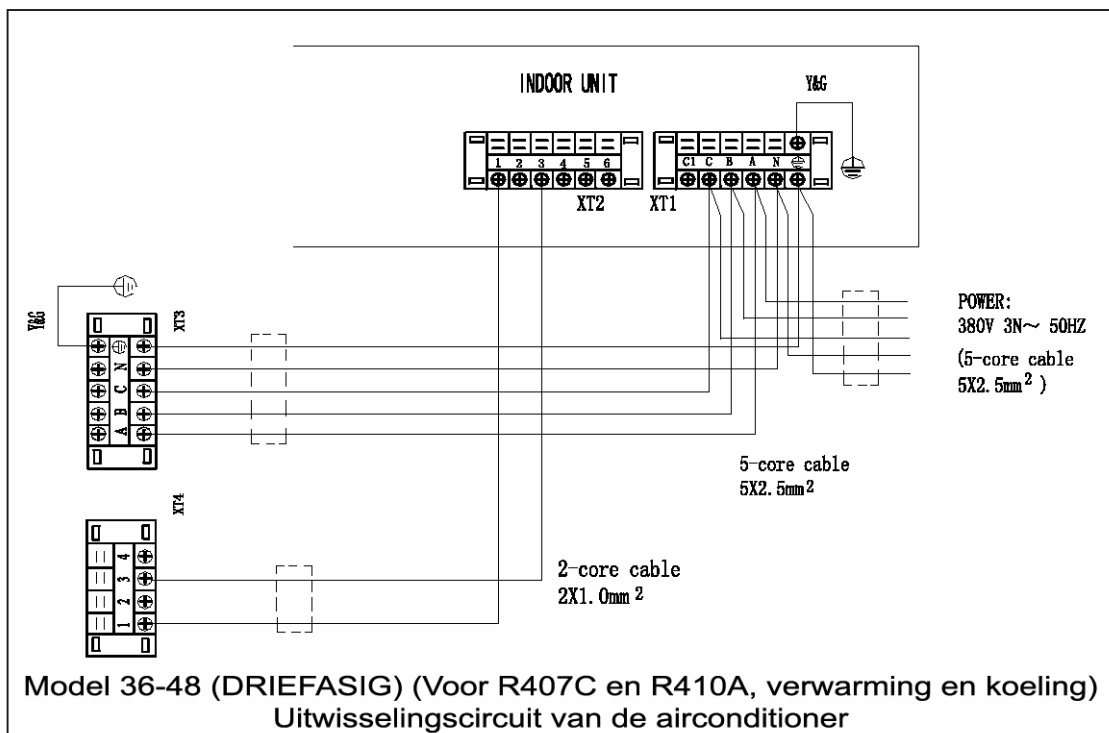 INDOOR UNIT
Y&G
1 2 3 4 5 6
C1 C B A N
XT2
XT1
Y&G
XT3
N
C
B
A
POWER:
380V 3N~ 50HZ
(5-core cable
5X2.5mm²)
5-core cable
5X2.5mm²
XT4
4
3
2
1
2-core cable
2X1.0mm²
Model 36-48 (DRIEFASIG) (Voor R407C en R410A, verwarming en koeling)
Uitwisselingscircuit van de airconditioner